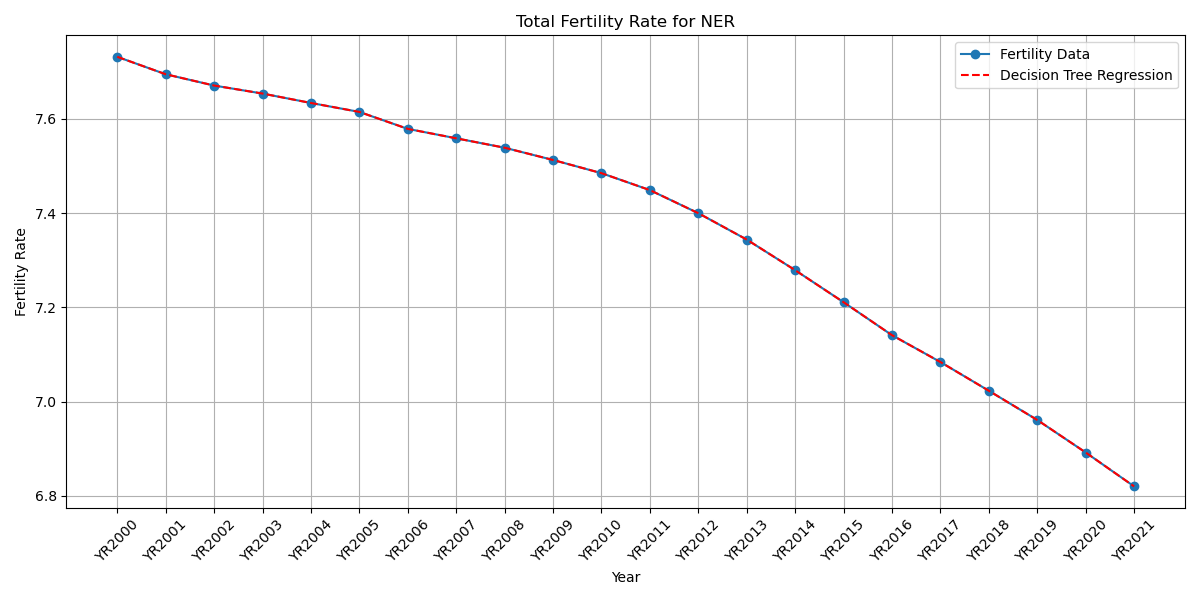 Total Fertility Rate for NER
Fertility Data
Decision Tree Regression
Fertility Rate
7.6
7.4
7.2
7.0
6.8
YR2000
YR2001
YR2002
YR2003
YR2004
YR2005
YR2006
YR2007
YR2008
YR2009
YR2010
YR2011
YR2012
YR2013
YR2014
YR2015
YR2016
YR2017
YR2018
YR2019
YR2020
YR2021
Year